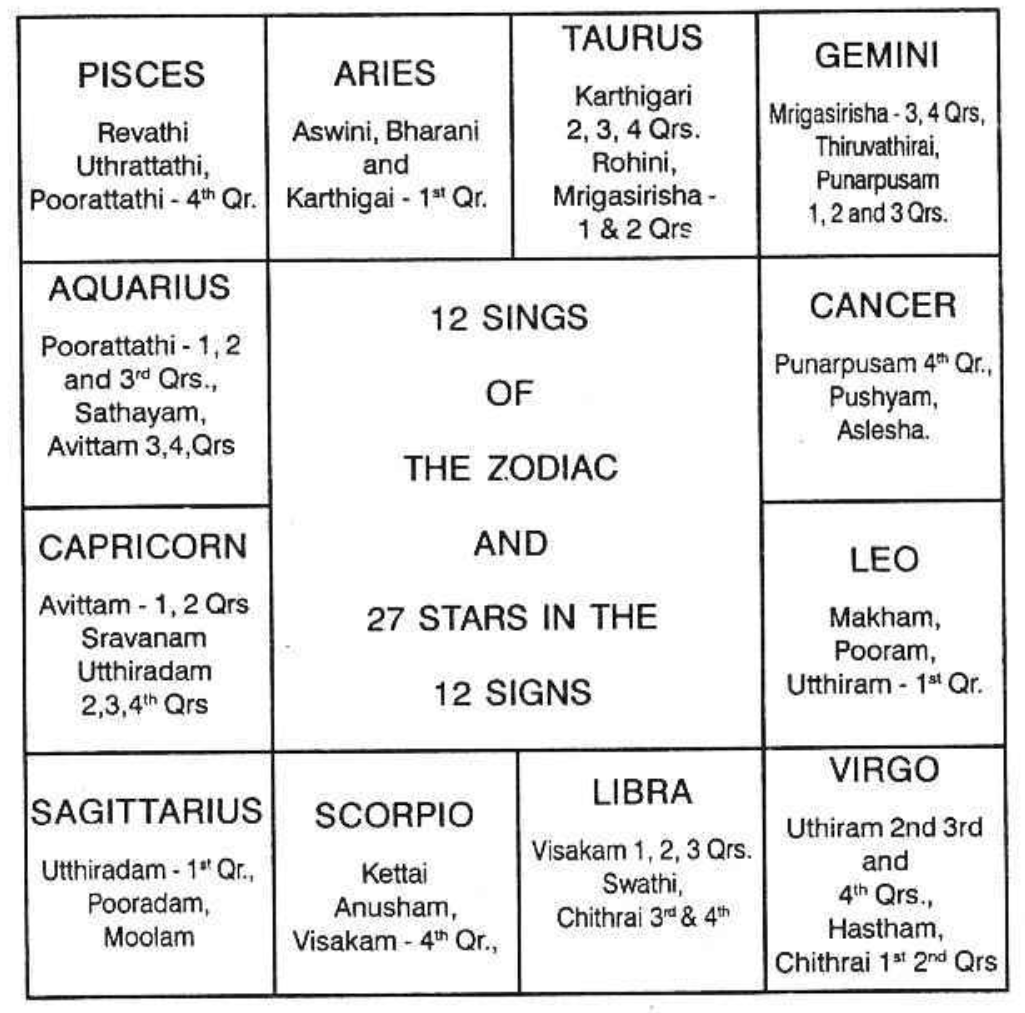 PISCES
Revathi
Uthrattathi,
Poorattathi - 4th Qr.
ARIES
Aswini, Bharani
and
Karthigai - 1st Qr.
TAURUS
Karthigari
2, 3, 4 Qrs.
Rohini,
Mrigasirisha -
1 & 2 Qrs
GEMINI
Mrigasirisha - 3, 4 Qrs,
Thiruvathirai,
Punarpusam
1, 2 and 3 Qrs.
AQUARIUS
Poorattathi - 1, 2
and 3rd Qrs.,
Sathayam,
Avittam 3,4,Qrs
12 SINGS
OF
THE ZODIAC
AND
27 STARS IN THE
12 SIGNS
CANCER
Punarpusam 4th Qr.,
Pushyam,
Aslesha.
CAPRICORN
Avittam - 1, 2 Qrs
Sravanam
Utthiradam
2,3,4th Qrs
LEO
Makham,
Pooram,
Utthiram - 1st Qr.
SAGITTARIUS
Utthiradam - 1st Qr.,
Pooradam,
Moolam
SCORPIO
Kettai
Anusham,
Visakam - 4th Qr.,
LIBRA
Visakam 1, 2, 3 Qrs.
Swathi,
Chithrai 3rd & 4th
VIRGO
Uthiram 2nd 3rd
and
4th Qrs.,
Hastham,
Chithrai 1st 2nd Qrs